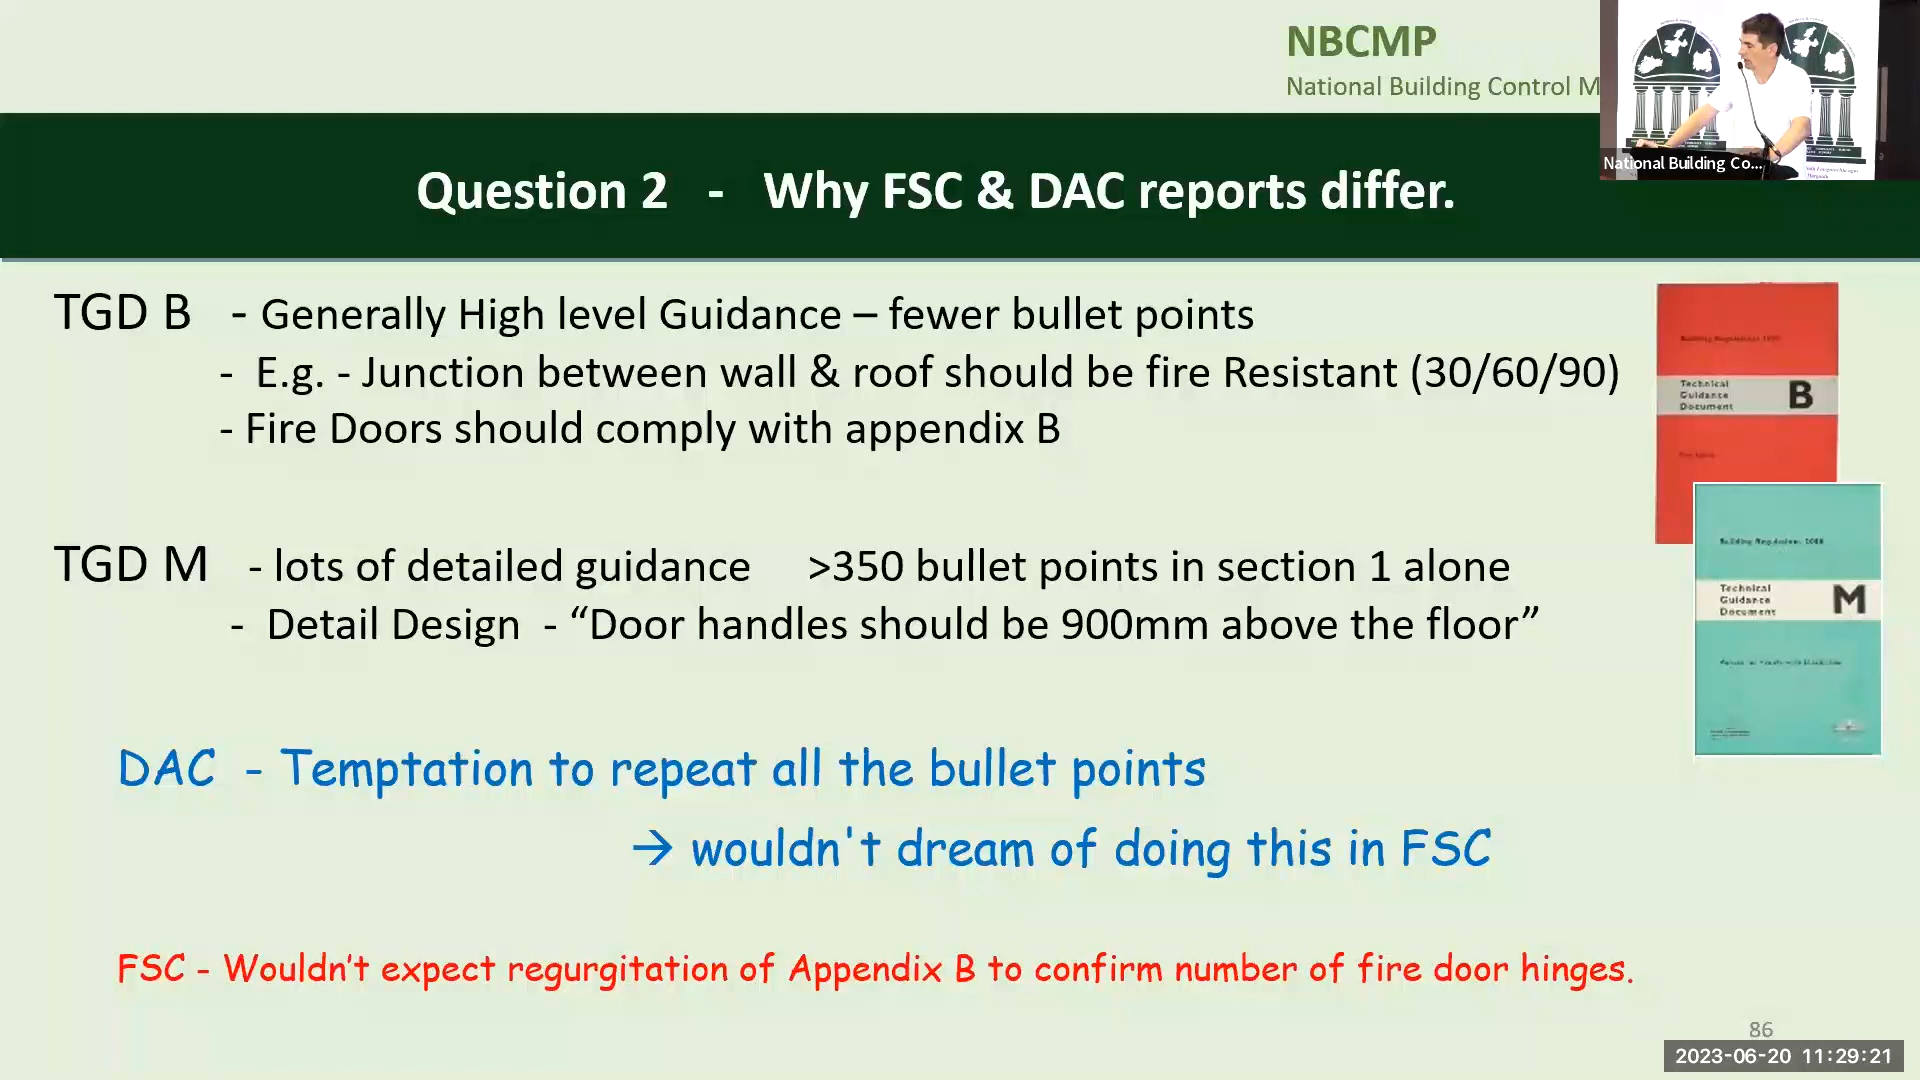 NBCMP
National Building Control M
National Building Co...
Question 2 - Why FSC & DAC reports differ.
TGD B - Generally High level Guidance – fewer bullet points
- E.g. - Junction between wall & roof should be fire Resistant (30/60/90)
- Fire Doors should comply with appendix B
Technical
Guidance
Document
B
TGD M - lots of detailed guidance >350 bullet points in section 1 alone
- Detail Design - “Door handles should be 900mm above the floor”
Technical
Guidance
Document
M
DAC - Temptation to repeat all the bullet points
→ wouldn't dream of doing this in FSC
FSC - Wouldn’t expect regurgitation of Appendix B to confirm number of fire door hinges.
86
2023-06-20 11:29:21